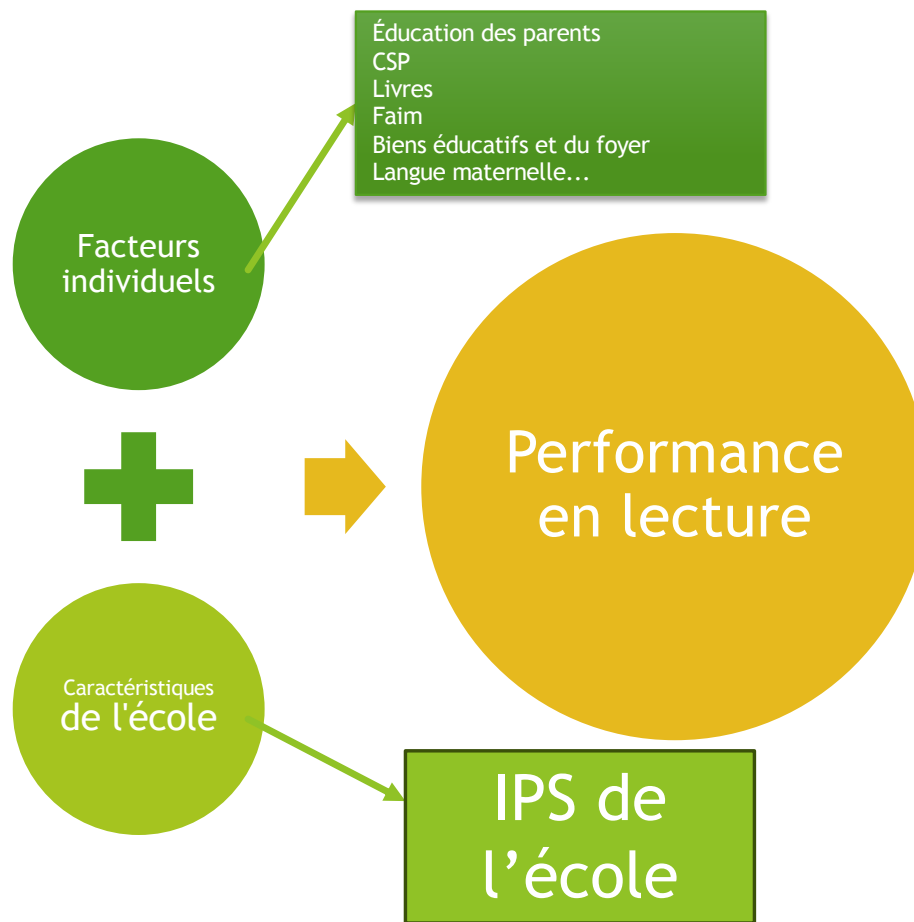 Éducation des parents
CSP
Livres
Faim
Biens éducatifs et du foyer
Langue maternelle...
Facteurs
individuels
Performance
en lecture
Caractéristiques
de l'école
IPS de
l’école